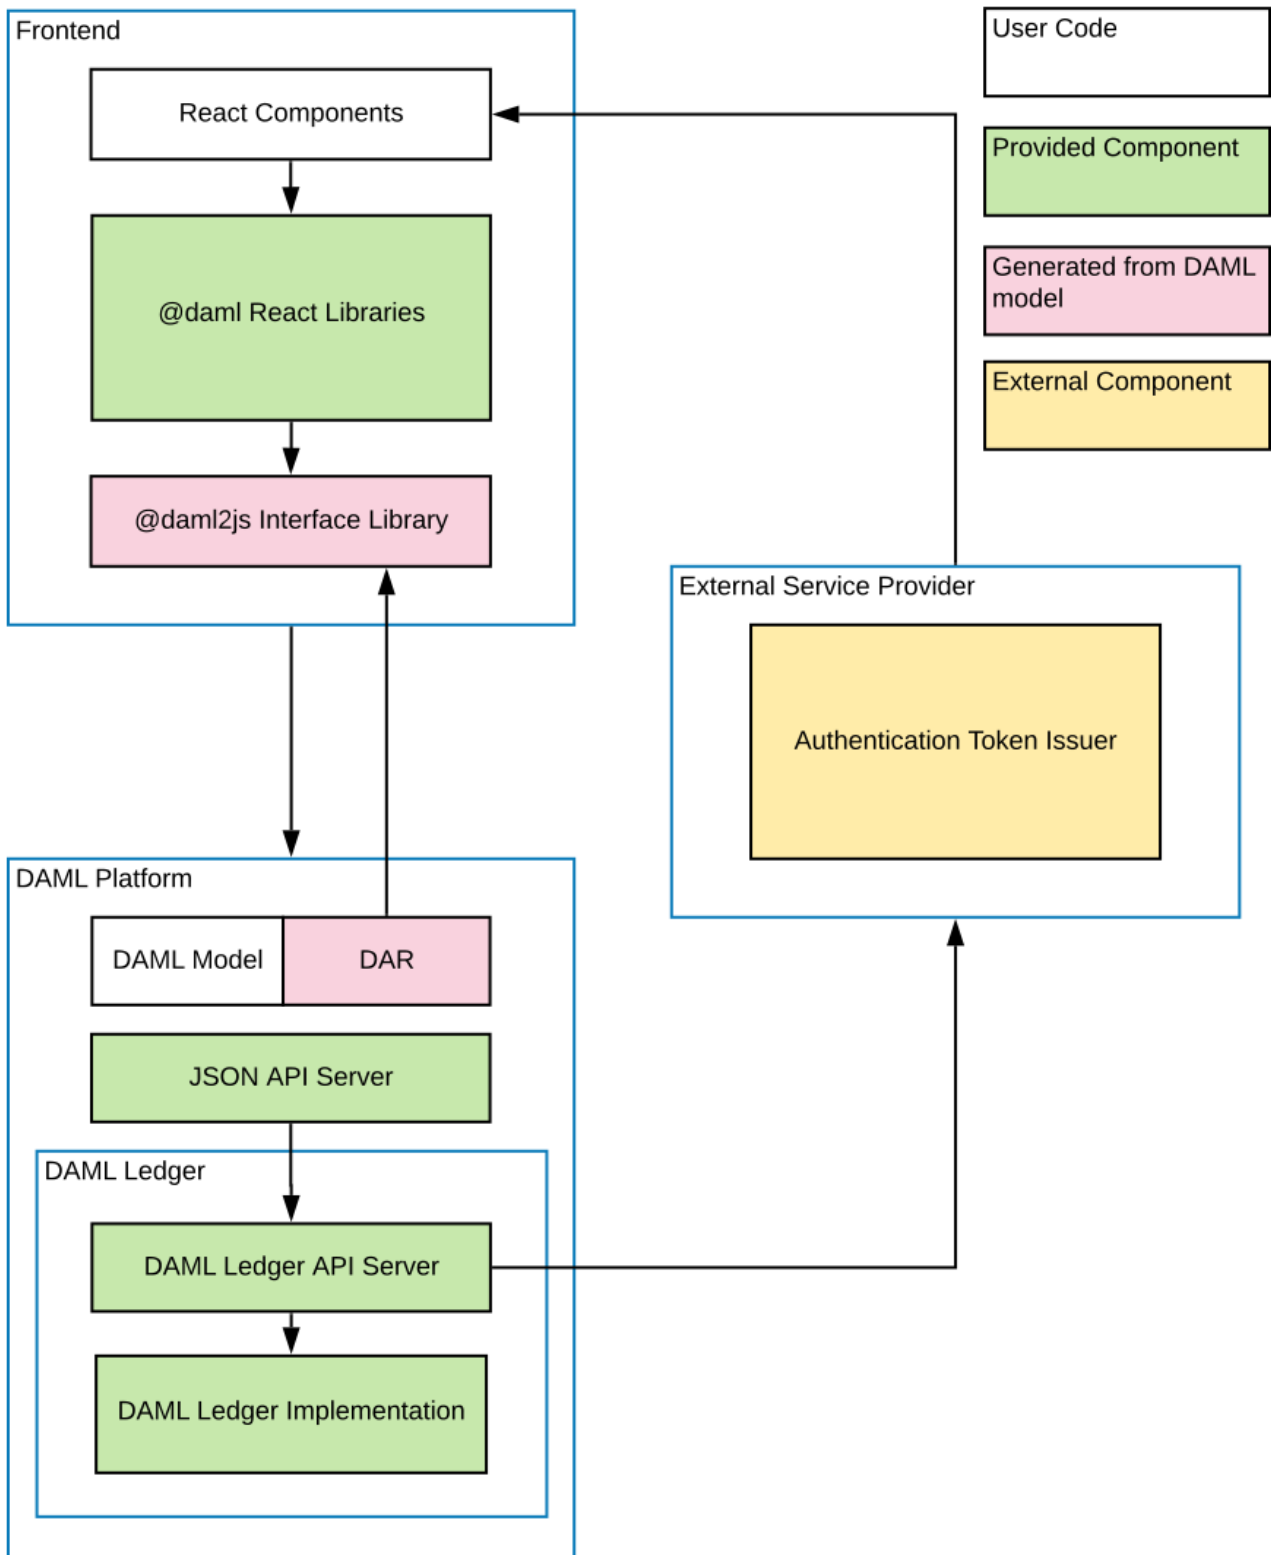 Frontend
React Components
@daml React Libraries
@daml2js Interface Library
User Code
Provided Component
Generated from DAML
model
External Component
External Service Provider
Authentication Token Issuer
DAML Platform
DAML Model
DAR
JSON API Server
DAML Ledger
DAML Ledger API Server
DAML Ledger Implementation